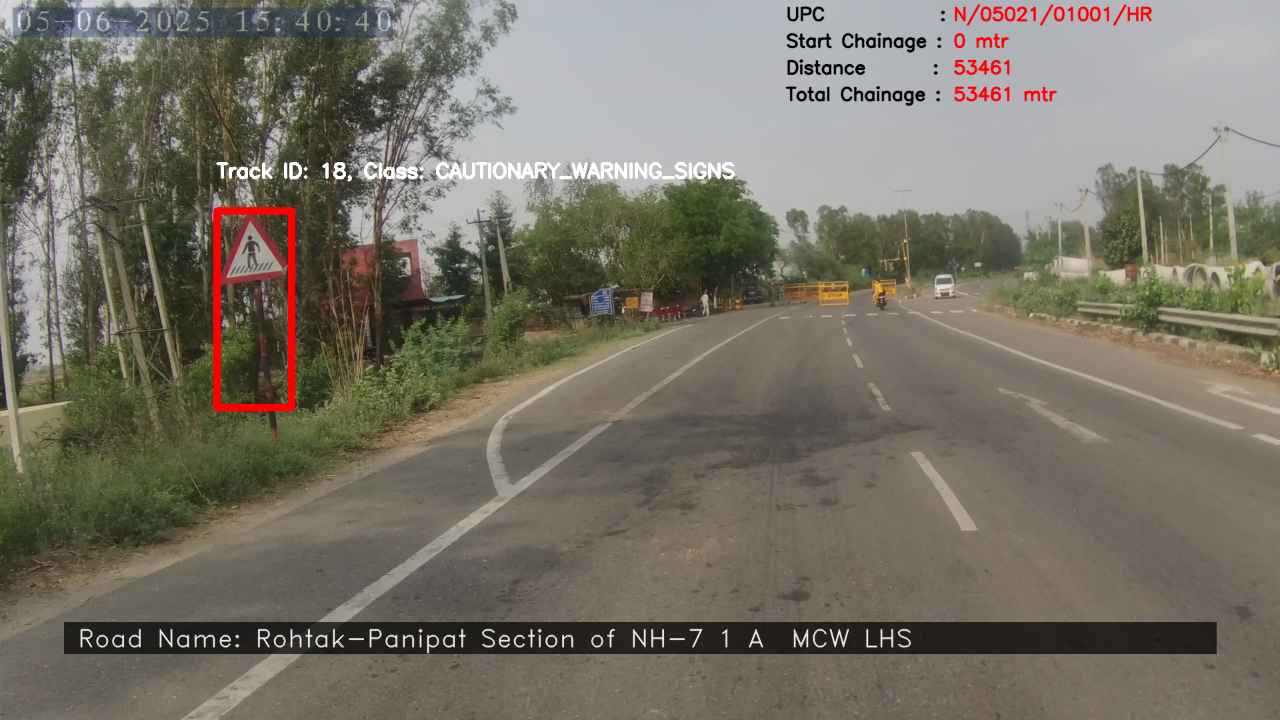 05-06-2025 15:40:40
UPC : N/05021/01001/HR
Start Chainage : 0 mtr
Distance : 53461
Total Chainage : 53461 mtr
Track ID: 18, Class: CAUTIONARY_WARNING_SIGNS
Road Name: Rohtak-Panipat Section of NH-7 1 A MCW LHS